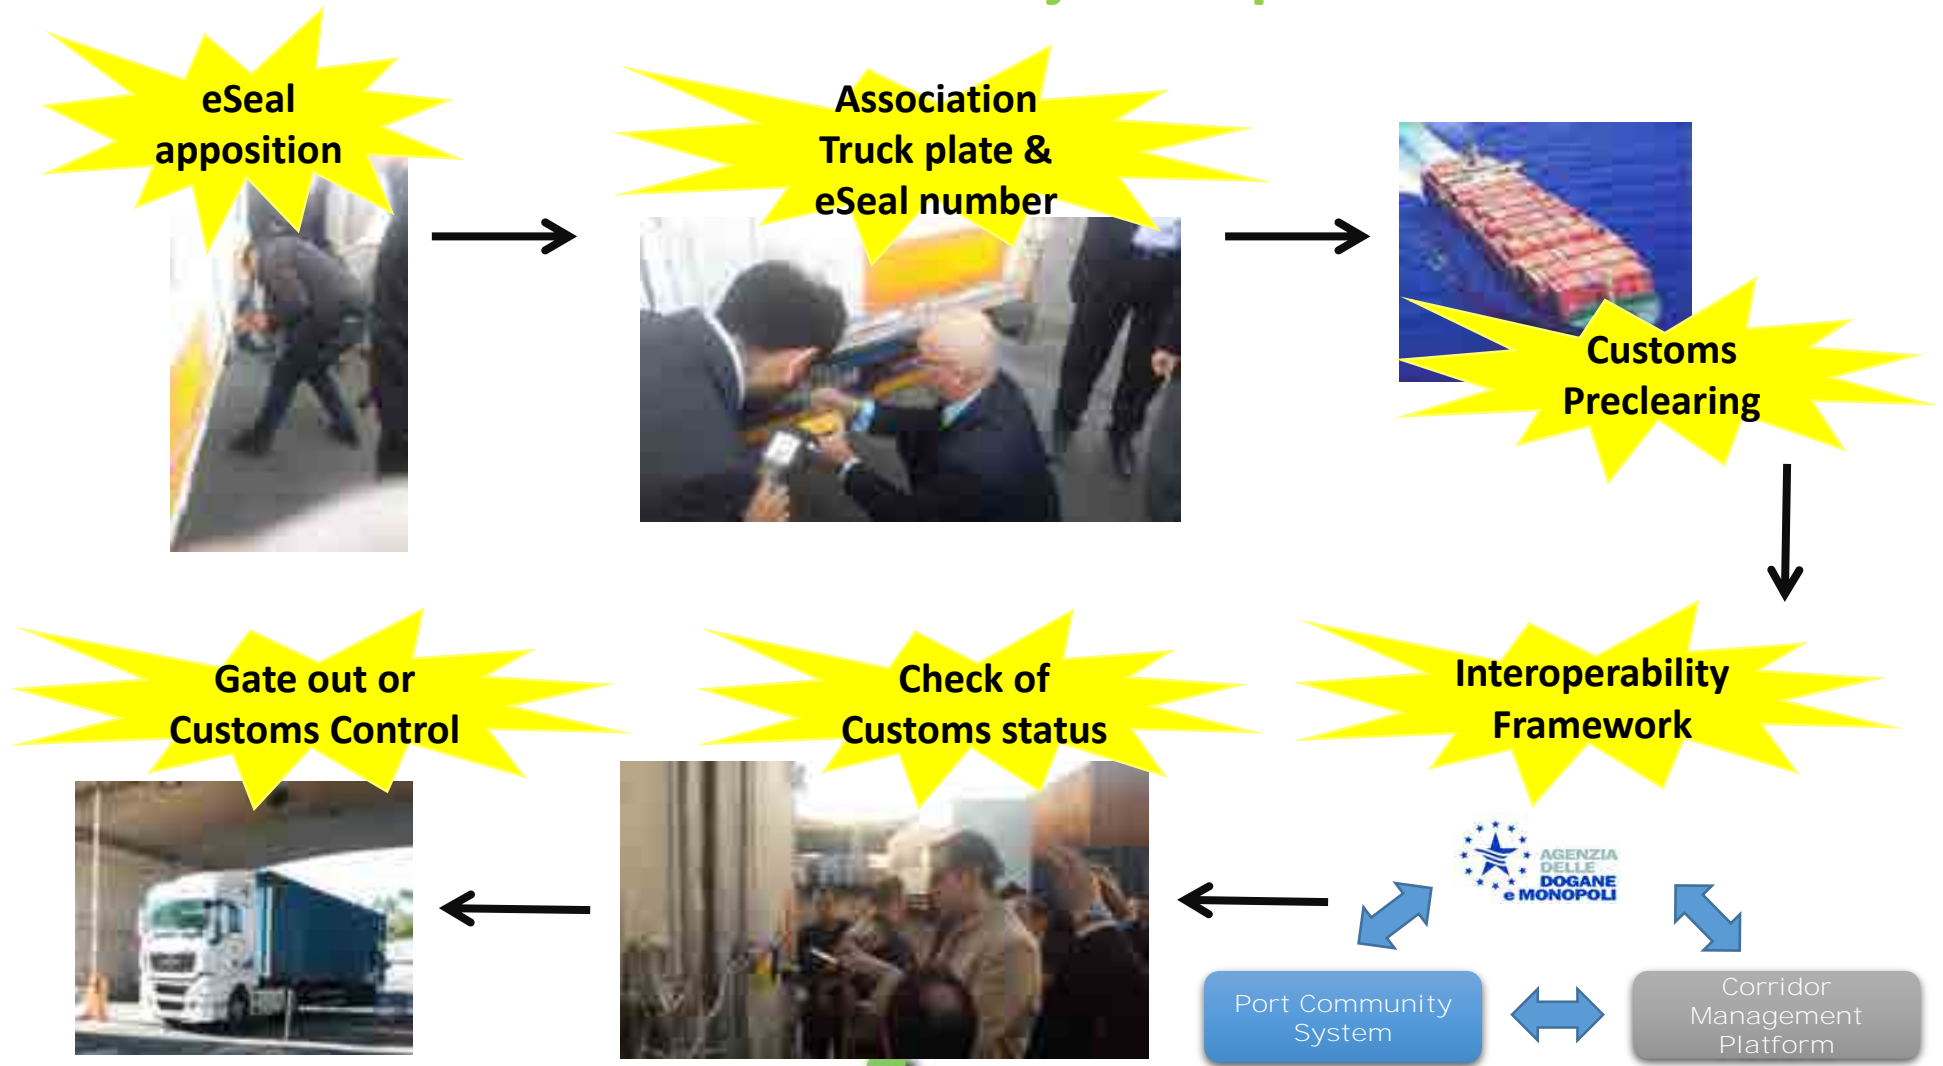 eSeal
apposition
Association
Truck plate &
eSeal number
Customs
Preclearing
Gate out or
Customs Control
Check of
Customs status
Interoperability
Framework
AGENZIA
DELLE
DOGANE
e MONOPOLI
Port Community
System
Corridor
Management
Platform